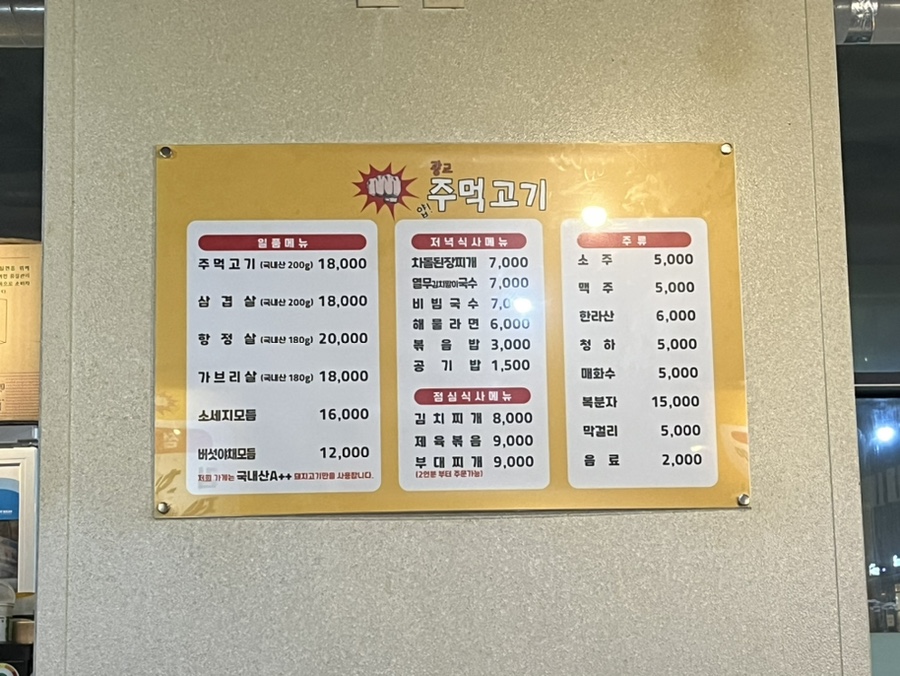 광교
앞! 주먹고기
일품메뉴
주먹고기 (국내산 200g) 18,000
삼겹살 (국내산 200g) 18,000
항정살 (국내산 180g) 20,000
가브리살 (국내산 180g) 18,000
소세지모듬 16,000
버섯야채모듬 12,000
저희 가게는 국내산A++ 돼지고기만을 사용합니다.
저녁식사메뉴
차돌된장찌개 7,000
열무김치말이국수 7,000
비빔국수
해물라면 6,000
볶음밥 3,000
공기밥 1,500
점심식사메뉴
김치찌개 8,000
제육볶음 9,000
부대찌개 9,000
(2인분 부터 주문가능)
주류
소주 5,000
맥주 5,000
한라산 6,000
청하 5,000
매화수 5,000
복분자 15,000
막걸리 5,000
음료 2,000